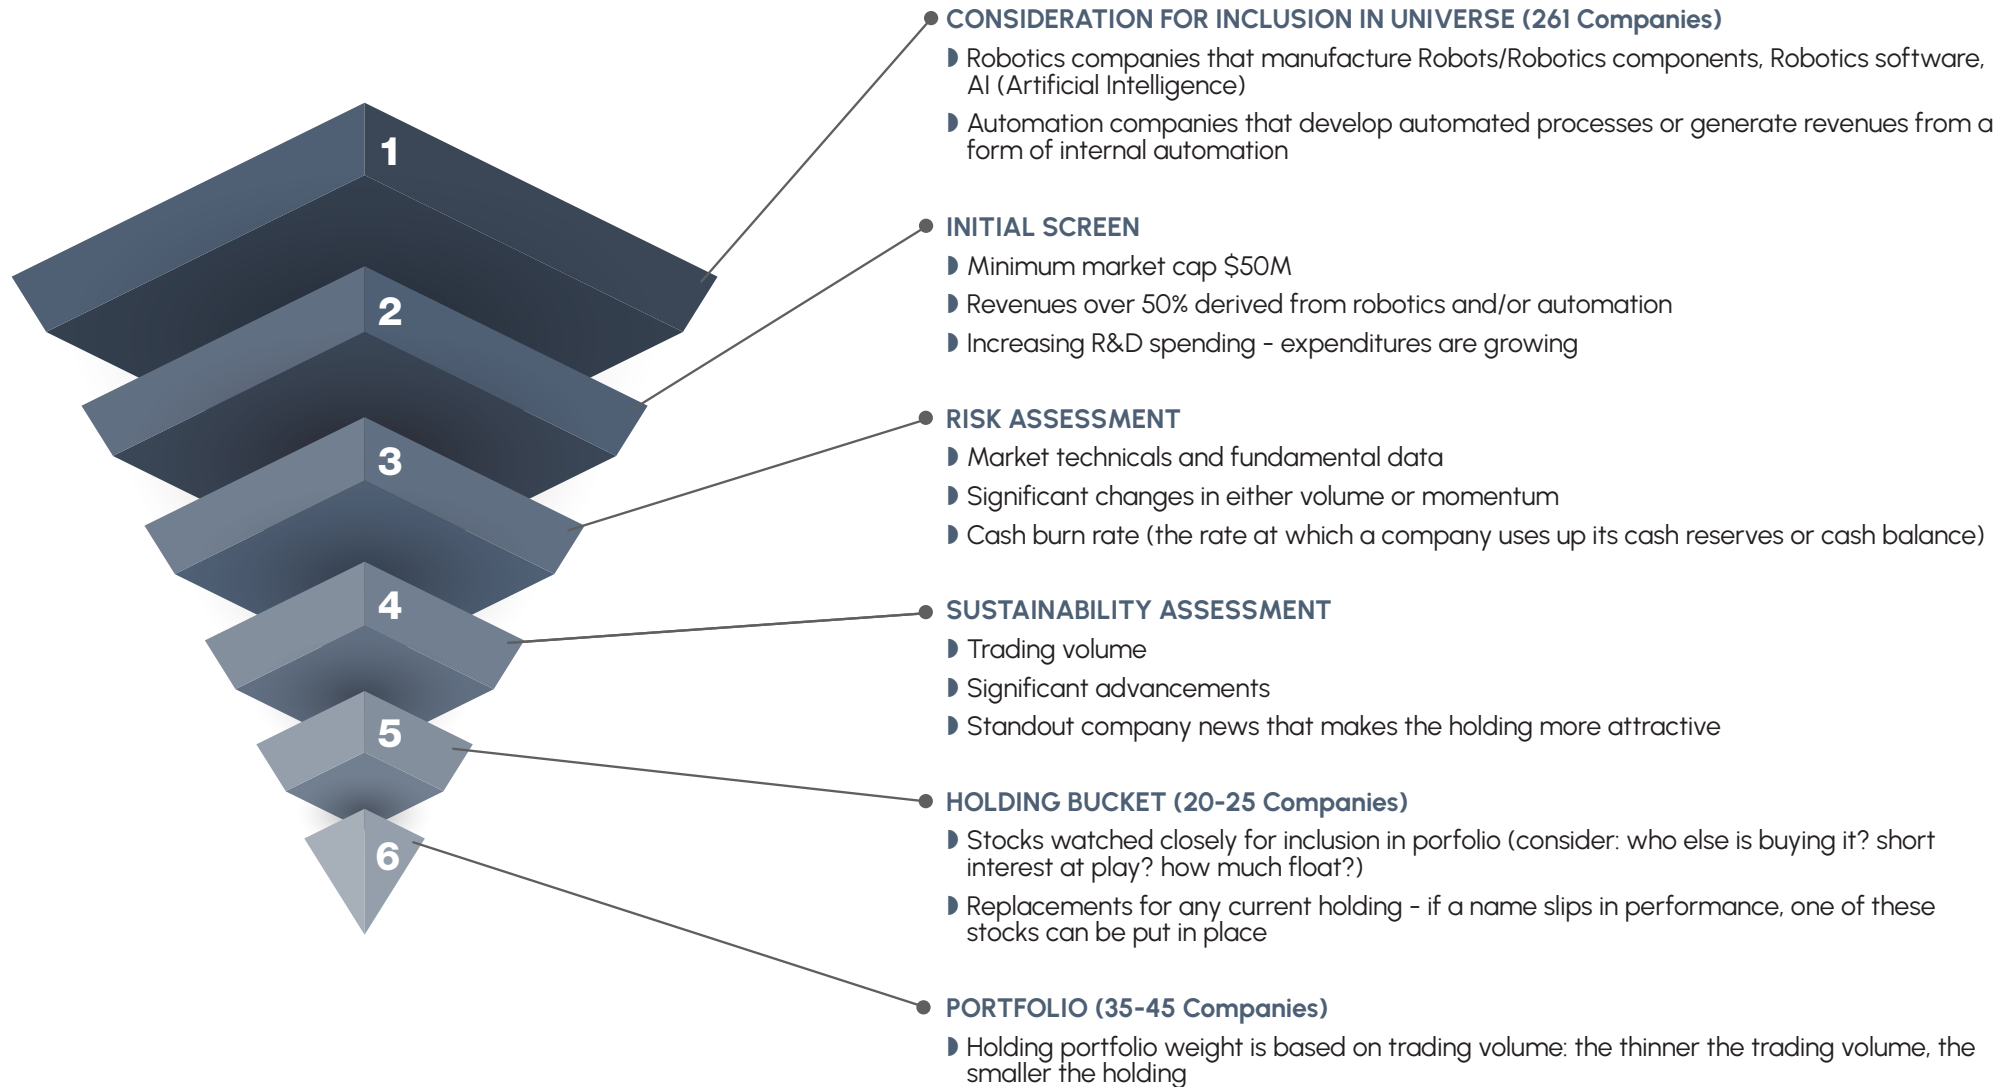 CONSIDERATION FOR INCLUSION IN UNIVERSE (261 Companies)
Robotics companies that manufacture Robots/Robotics components, Robotics software,
AI (Artificial Intelligence)
Automation companies that develop automated processes or generate revenues from a
form of internal automation
1
INITIAL SCREEN
Minimum market cap $50M
Revenues over 50% derived from robotics and/or automation
Increasing R&D spending - expenditures are growing
2
RISK ASSESSMENT
Market technicals and fundamental data
Significant changes in either volume or momentum
Cash burn rate (the rate at which a company uses up its cash reserves or cash balance)
3
SUSTAINABILITY ASSESSMENT
Trading volume
Significant advancements
Standout company news that makes the holding more attractive
4
HOLDING BUCKET (20-25 Companies)
Stocks watched closely for inclusion in porfolio (consider: who else is buying it? short
interest at play? how much float?)
Replacements for any current holding - if a name slips in performance, one of these
stocks can be put in place
5
PORTFOLIO (35-45 Companies)
Holding portfolio weight is based on trading volume: the thinner the trading volume, the
smaller the holding
6